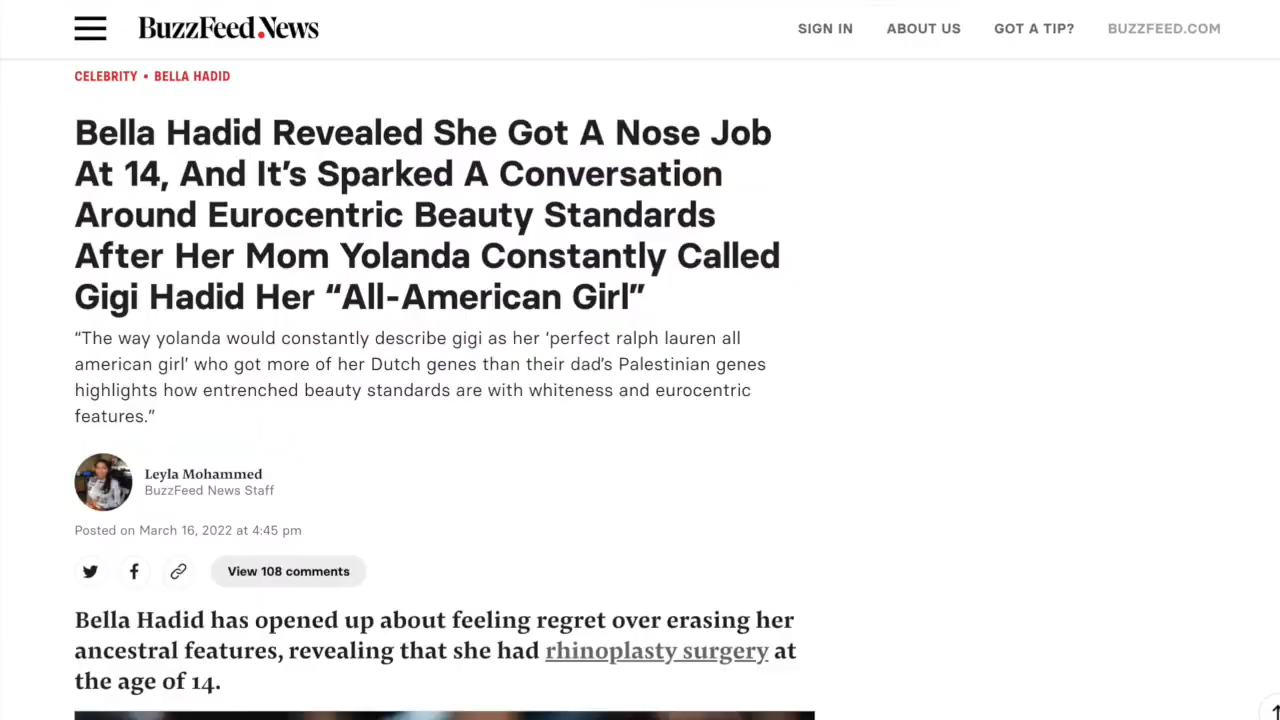 BuzzFeed.News
SIGN IN
ABOUT US
GOT A TIP?
BUZZFEED.COM
CELEBRITY • BELLA HADID
Bella Hadid Revealed She Got A Nose Job
At 14, And It’s Sparked A Conversation
Around Eurocentric Beauty Standards
After Her Mom Yolanda Constantly Called
Gigi Hadid Her “All-American Girl”
“The way yolanda would constantly describe gigi as her ‘perfect ralph lauren all
american girl’ who got more of her Dutch genes than their dad’s Palestinian genes
highlights how entrenched beauty standards are with whiteness and eurocentric
features.”
Leyla Mohammed
BuzzFeed News Staff
Posted on March 16, 2022 at 4:45 pm
View 108 comments
Bella Hadid has opened up about feeling regret over erasing her
ancestral features, revealing that she had rhinoplasty surgery at
the age of 14.